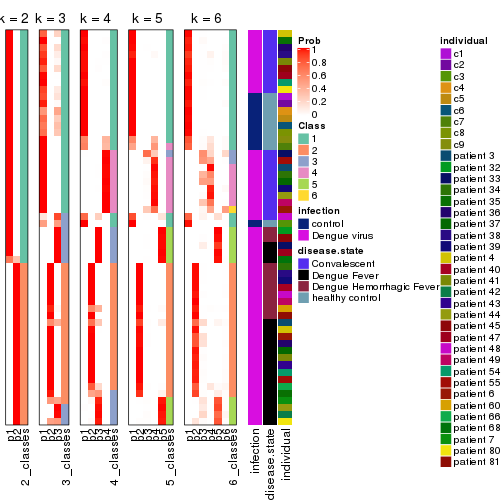 k = 2 k = 3 k = 4 k = 5 k = 6
p1 p2 2_classes p1 p2 p3 3_classes p1 p2 p3 p4 4_classes p1 p2 p3 p4 p5 5_classes p1 p2 p3 p4 p5 p6 6_classes infection disease.state individual
Prob
1
0.8
0.6
0.4
0.2
0
Class
1
2
3
4
5
6
infection
control
Dengue virus
disease.state
Convalescent
Dengue Fever
Dengue Hemorrhagic Fever
healthy control
individual
c1
c2
c3
c4
c5
c6
c7
c8
c9
patient 3
patient 32
patient 33
patient 34
patient 35
patient 36
patient 37
patient 38
patient 39
patient 4
patient 40
patient 41
patient 42
patient 43
patient 44
patient 45
patient 47
patient 48
patient 49
patient 54
patient 55
patient 6
patient 60
patient 66
patient 68
patient 7
patient 80
patient 81